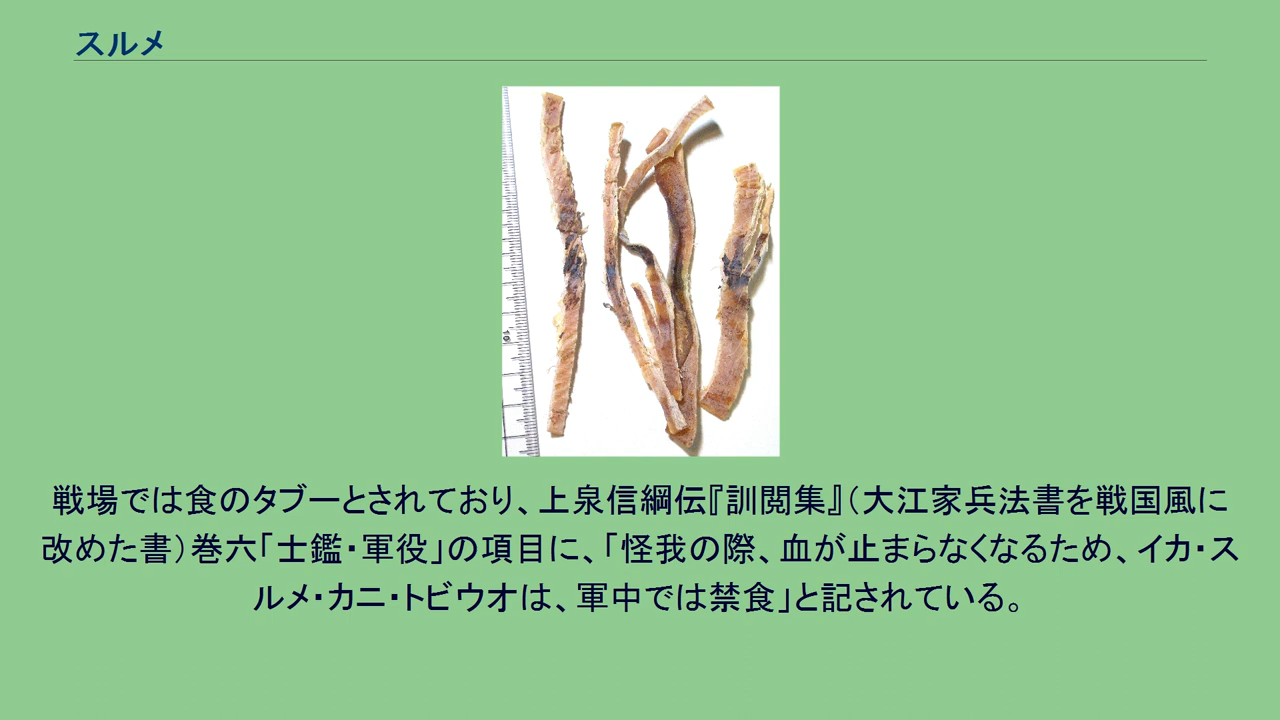 スルメ
10
戦場では食のタブーとされており、上泉信綱伝『訓閲集』（大江家兵法書を戦国風に
改めた書）巻六「士鑑・軍役」の項目に、「怪我の際、血が止まらなくなるため、イカ・ス
ルメ・カニ・トビウオは、軍中では禁食」と記されている。